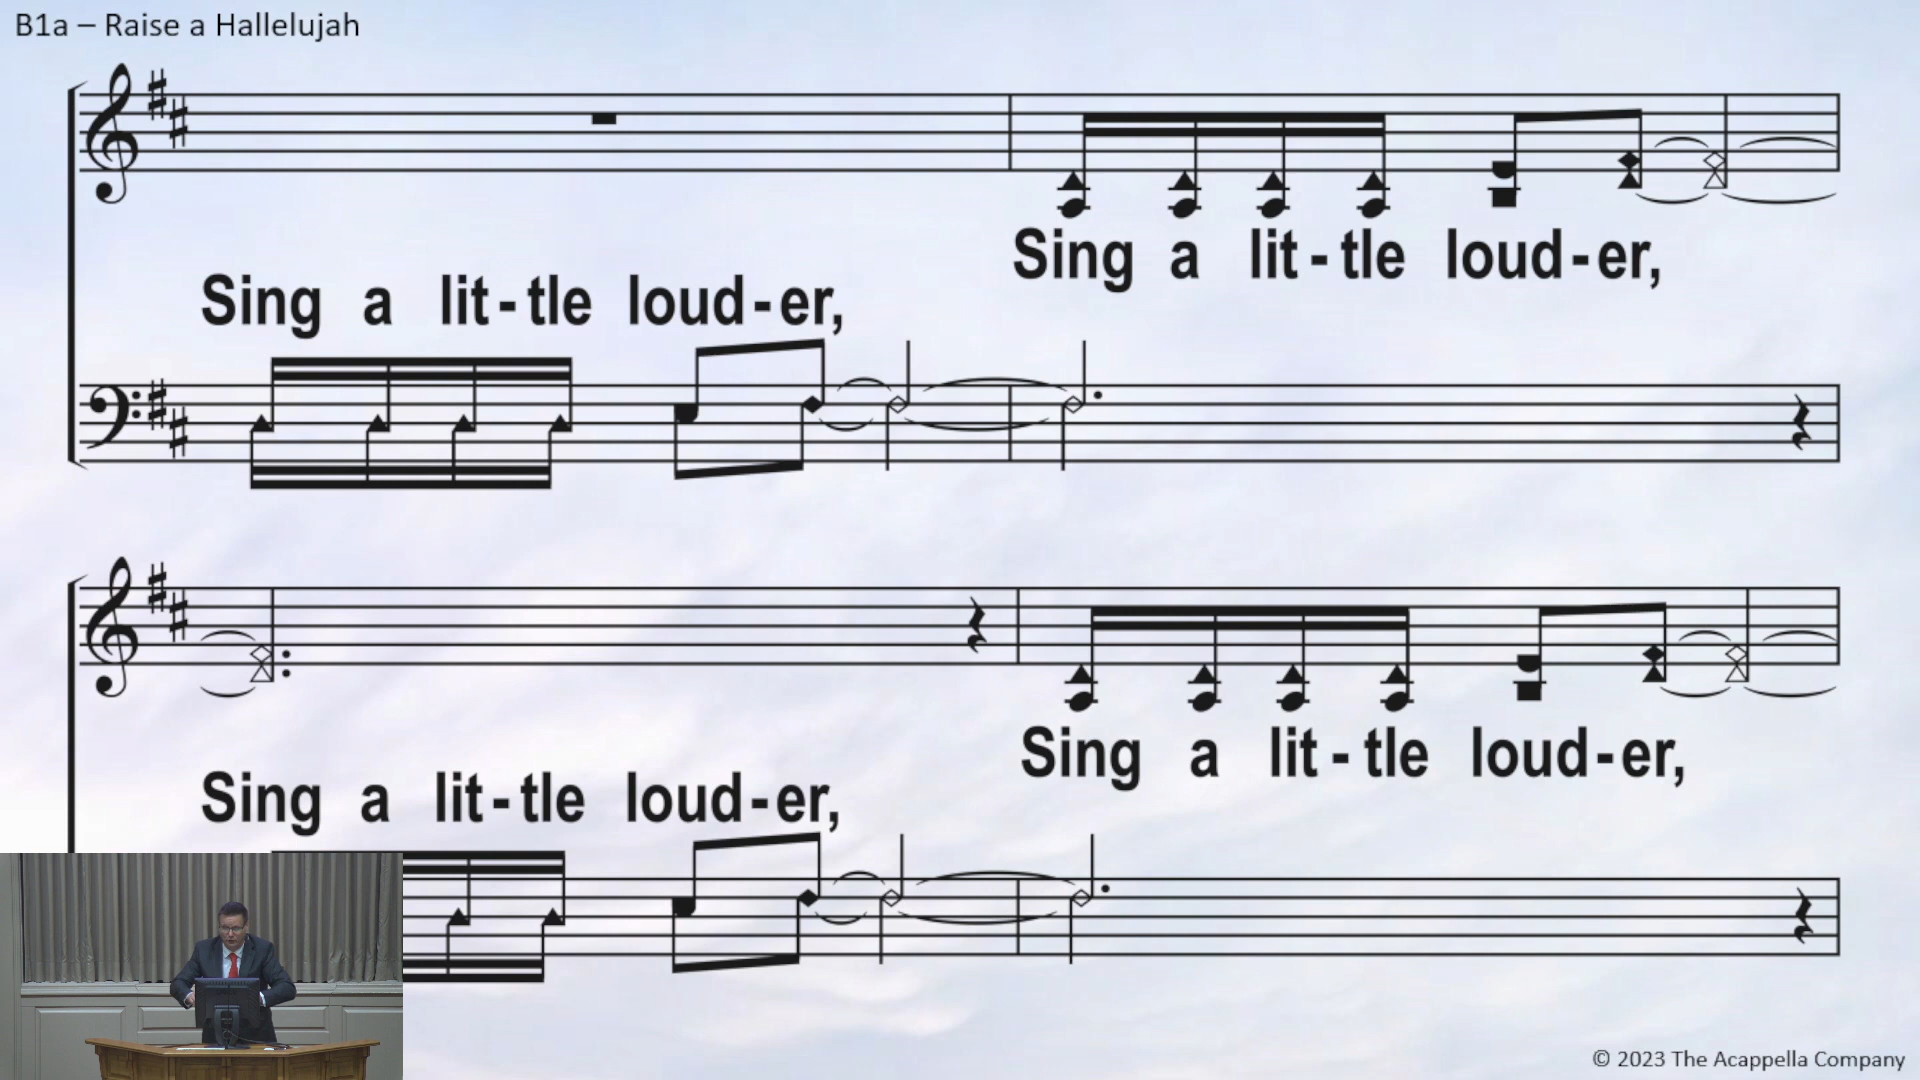 B1a – Raise a Hallelujah
Sing a lit-tle loud-er,
Sing a lit-tle loud-er,
Sing a lit-tle loud-er,
Sing a lit-tle loud-er,
© 2023 The Acappella Company